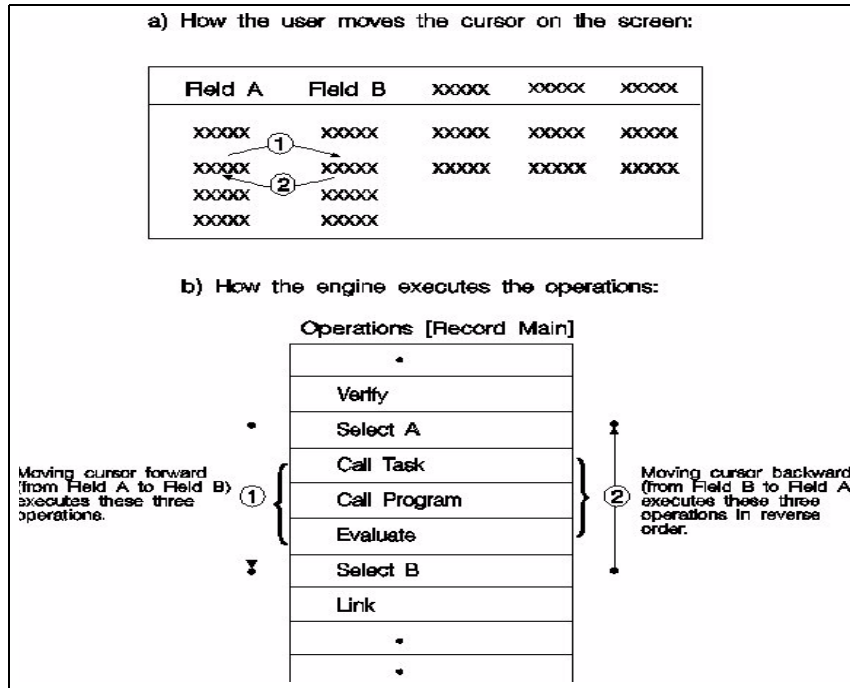 a) How the user moves the cursor on the screen:
Field A Field B xxxxx xxxxx xxxxx
xxxxx xxxxx xxxxx xxxxx xxxxx
1
xxxxx xxxxx xxxxx xxxxx xxxxx
2
xxxxx xxxxx
xxxxx xxxxx
b) How the engine executes the operations:
Operations [Record Main]
Verify
Select A
Call Task
Call Program
Evaluate
Select B
Link
Moving cursor forward
(from Field A to Field B)
executes these three
operations.
1
2
Moving cursor backward
(from Field B to Field A
executes these three
operations in reverse
order.